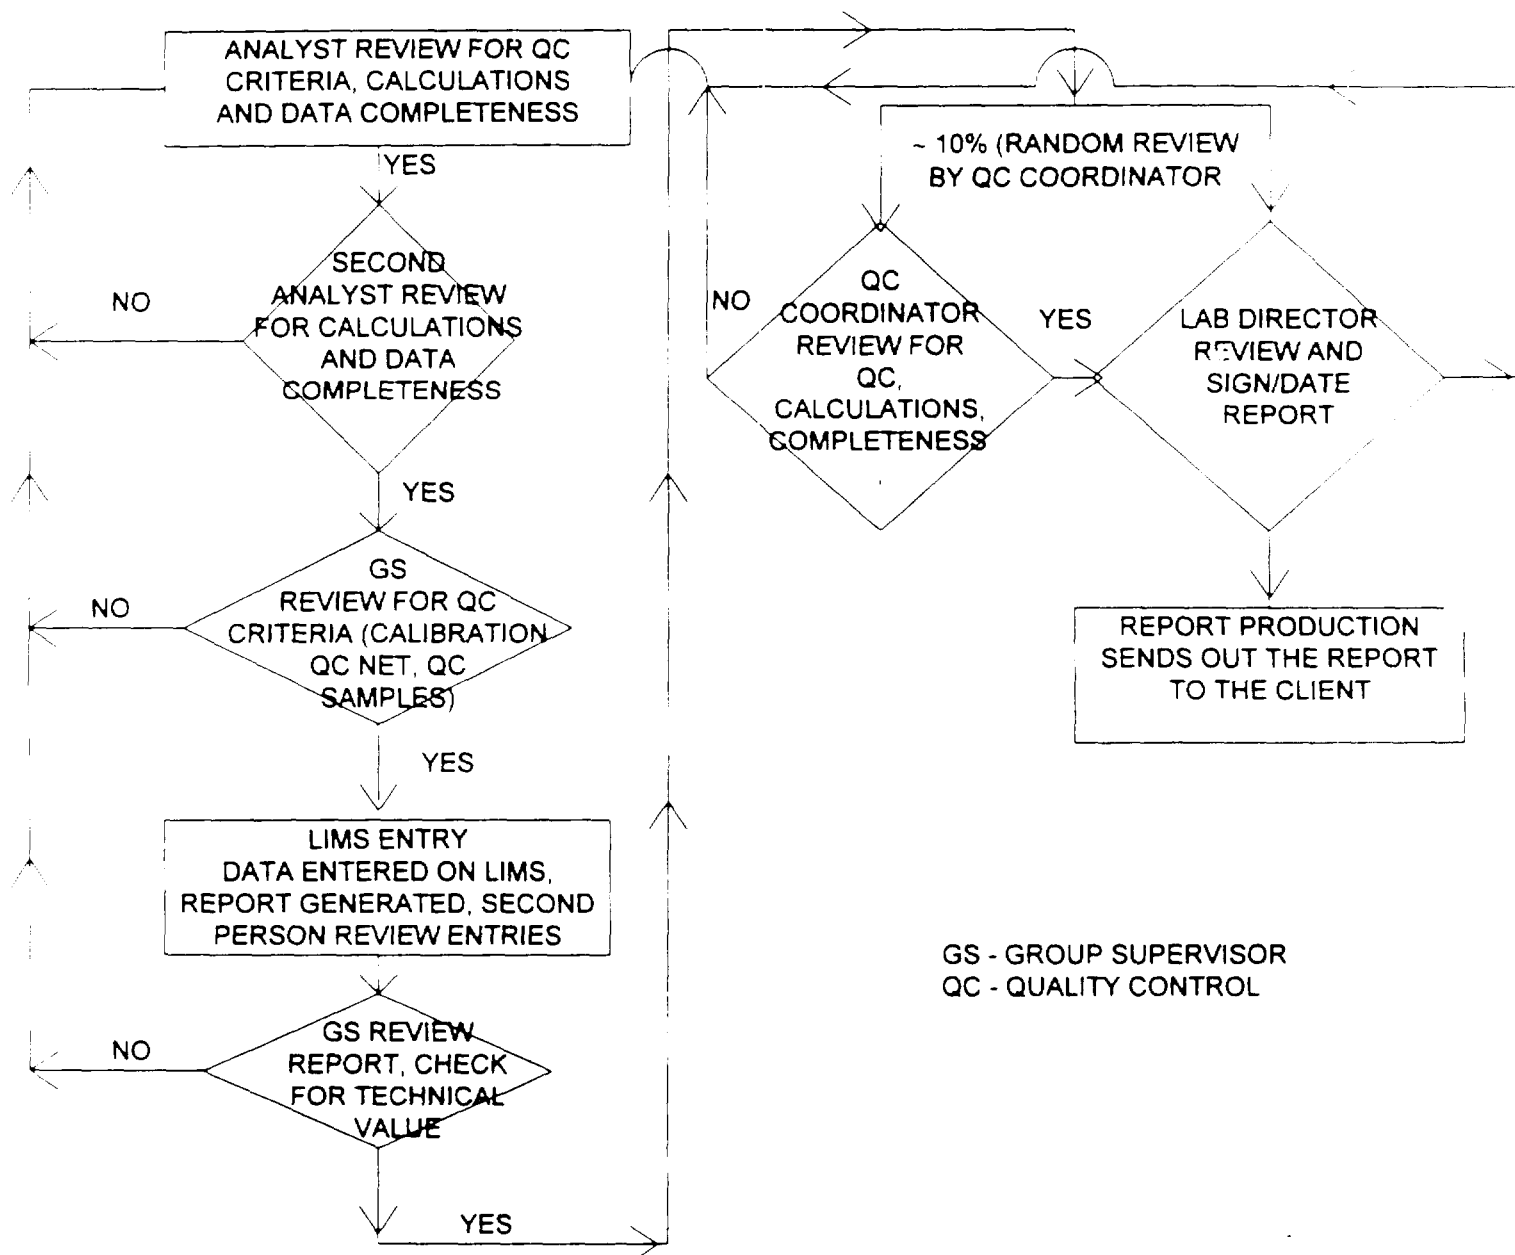 ANALYST REVIEW FOR QC
CRITERIA, CALCULATIONS
AND DATA COMPLETENESS
YES
SECOND
ANALYST REVIEW
FOR CALCULATIONS
AND DATA
COMPLETENESS
NO
YES
GS
REVIEW FOR QC
CRITERIA (CALIBRATION
QC NET, QC
SAMPLES)
NO
YES
LIMS ENTRY
DATA ENTERED ON LIMS,
REPORT GENERATED, SECOND
PERSON REVIEW ENTRIES
GS REVIEW
REPORT, CHECK
FOR TECHNICAL
VALUE
NO
YES
~ 10% (RANDOM REVIEW
BY QC COORDINATOR
NO
QC
COORDINATOR
REVIEW FOR
QC,
CALCULATIONS,
COMPLETENESS
YES
LAB DIRECTOR
REVIEW AND
SIGN/DATE
REPORT
REPORT PRODUCTION
SENDS OUT THE REPORT
TO THE CLIENT
GS - GROUP SUPERVISOR
QC - QUALITY CONTROL